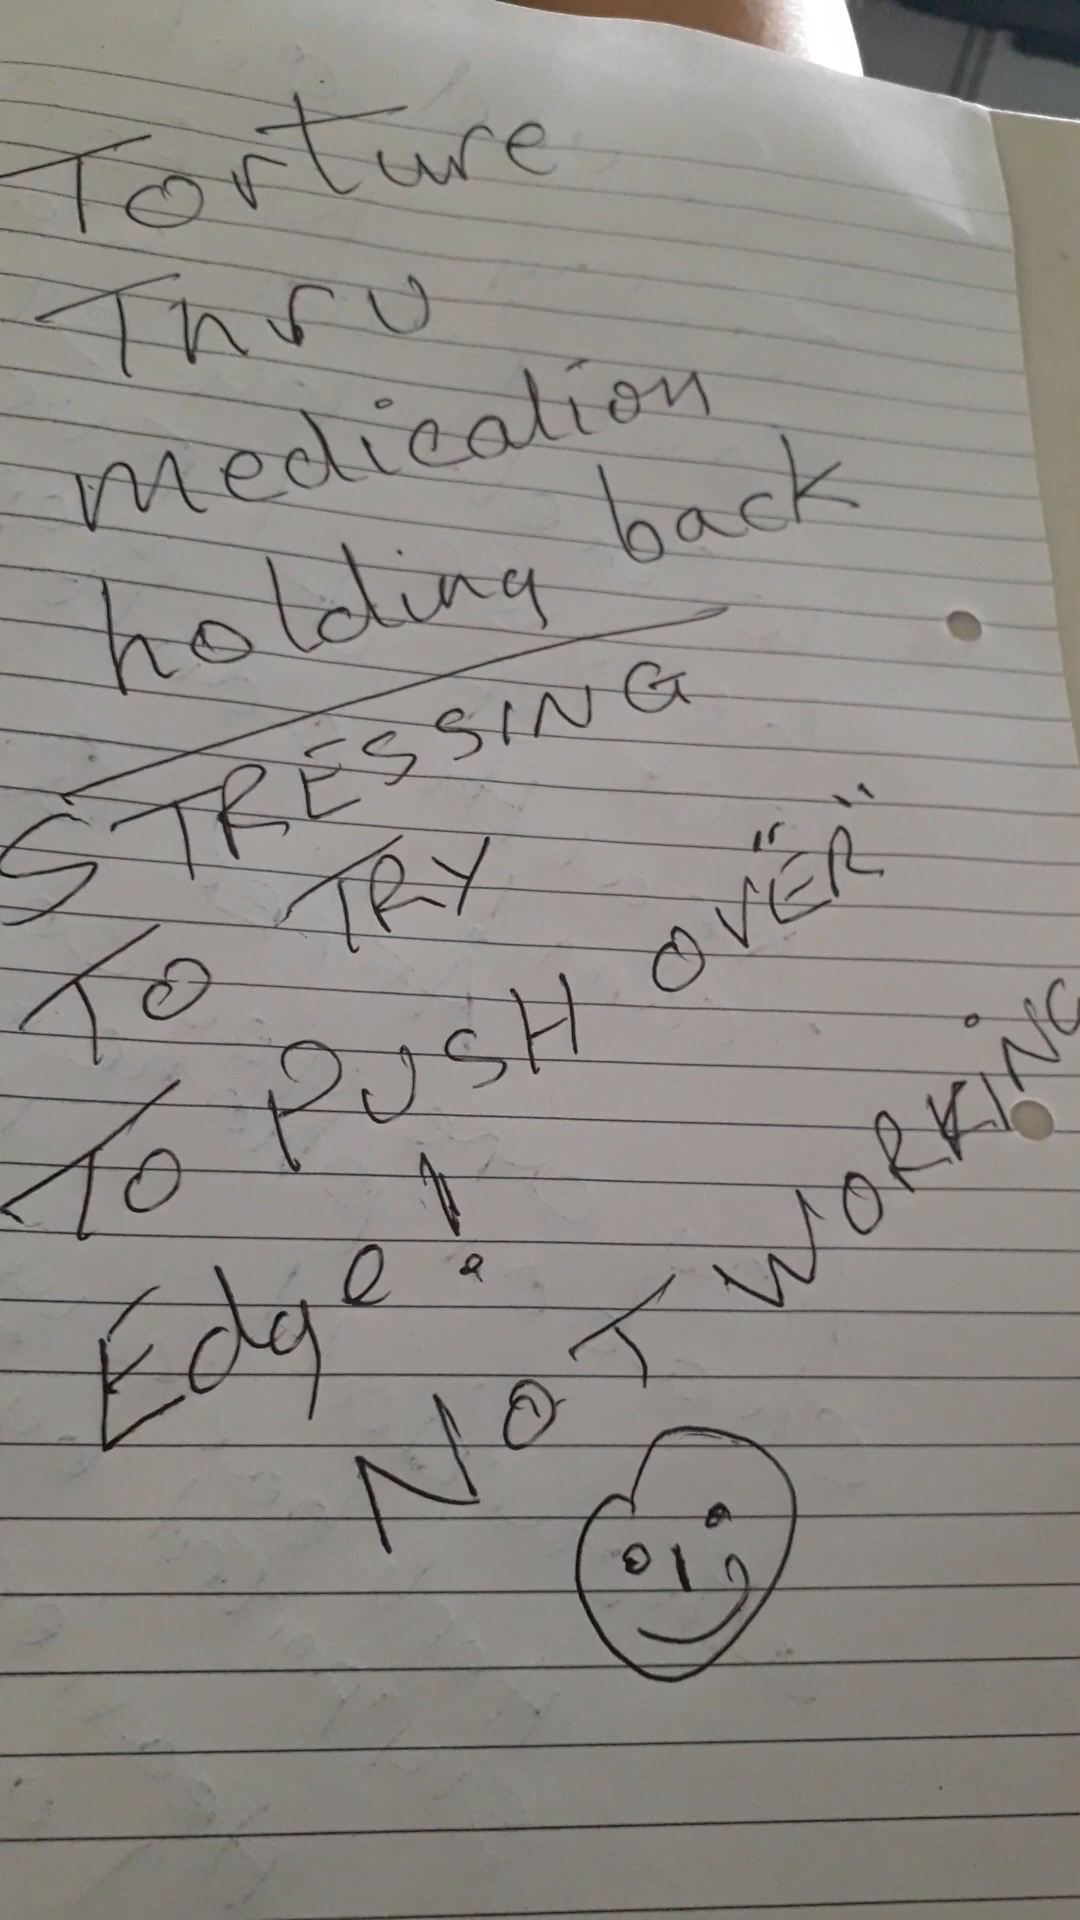 Torture
Thru
medication
holding back
STRESSING
TO TRY
TO PUSH OVER"
Edge!
NOT WORKING